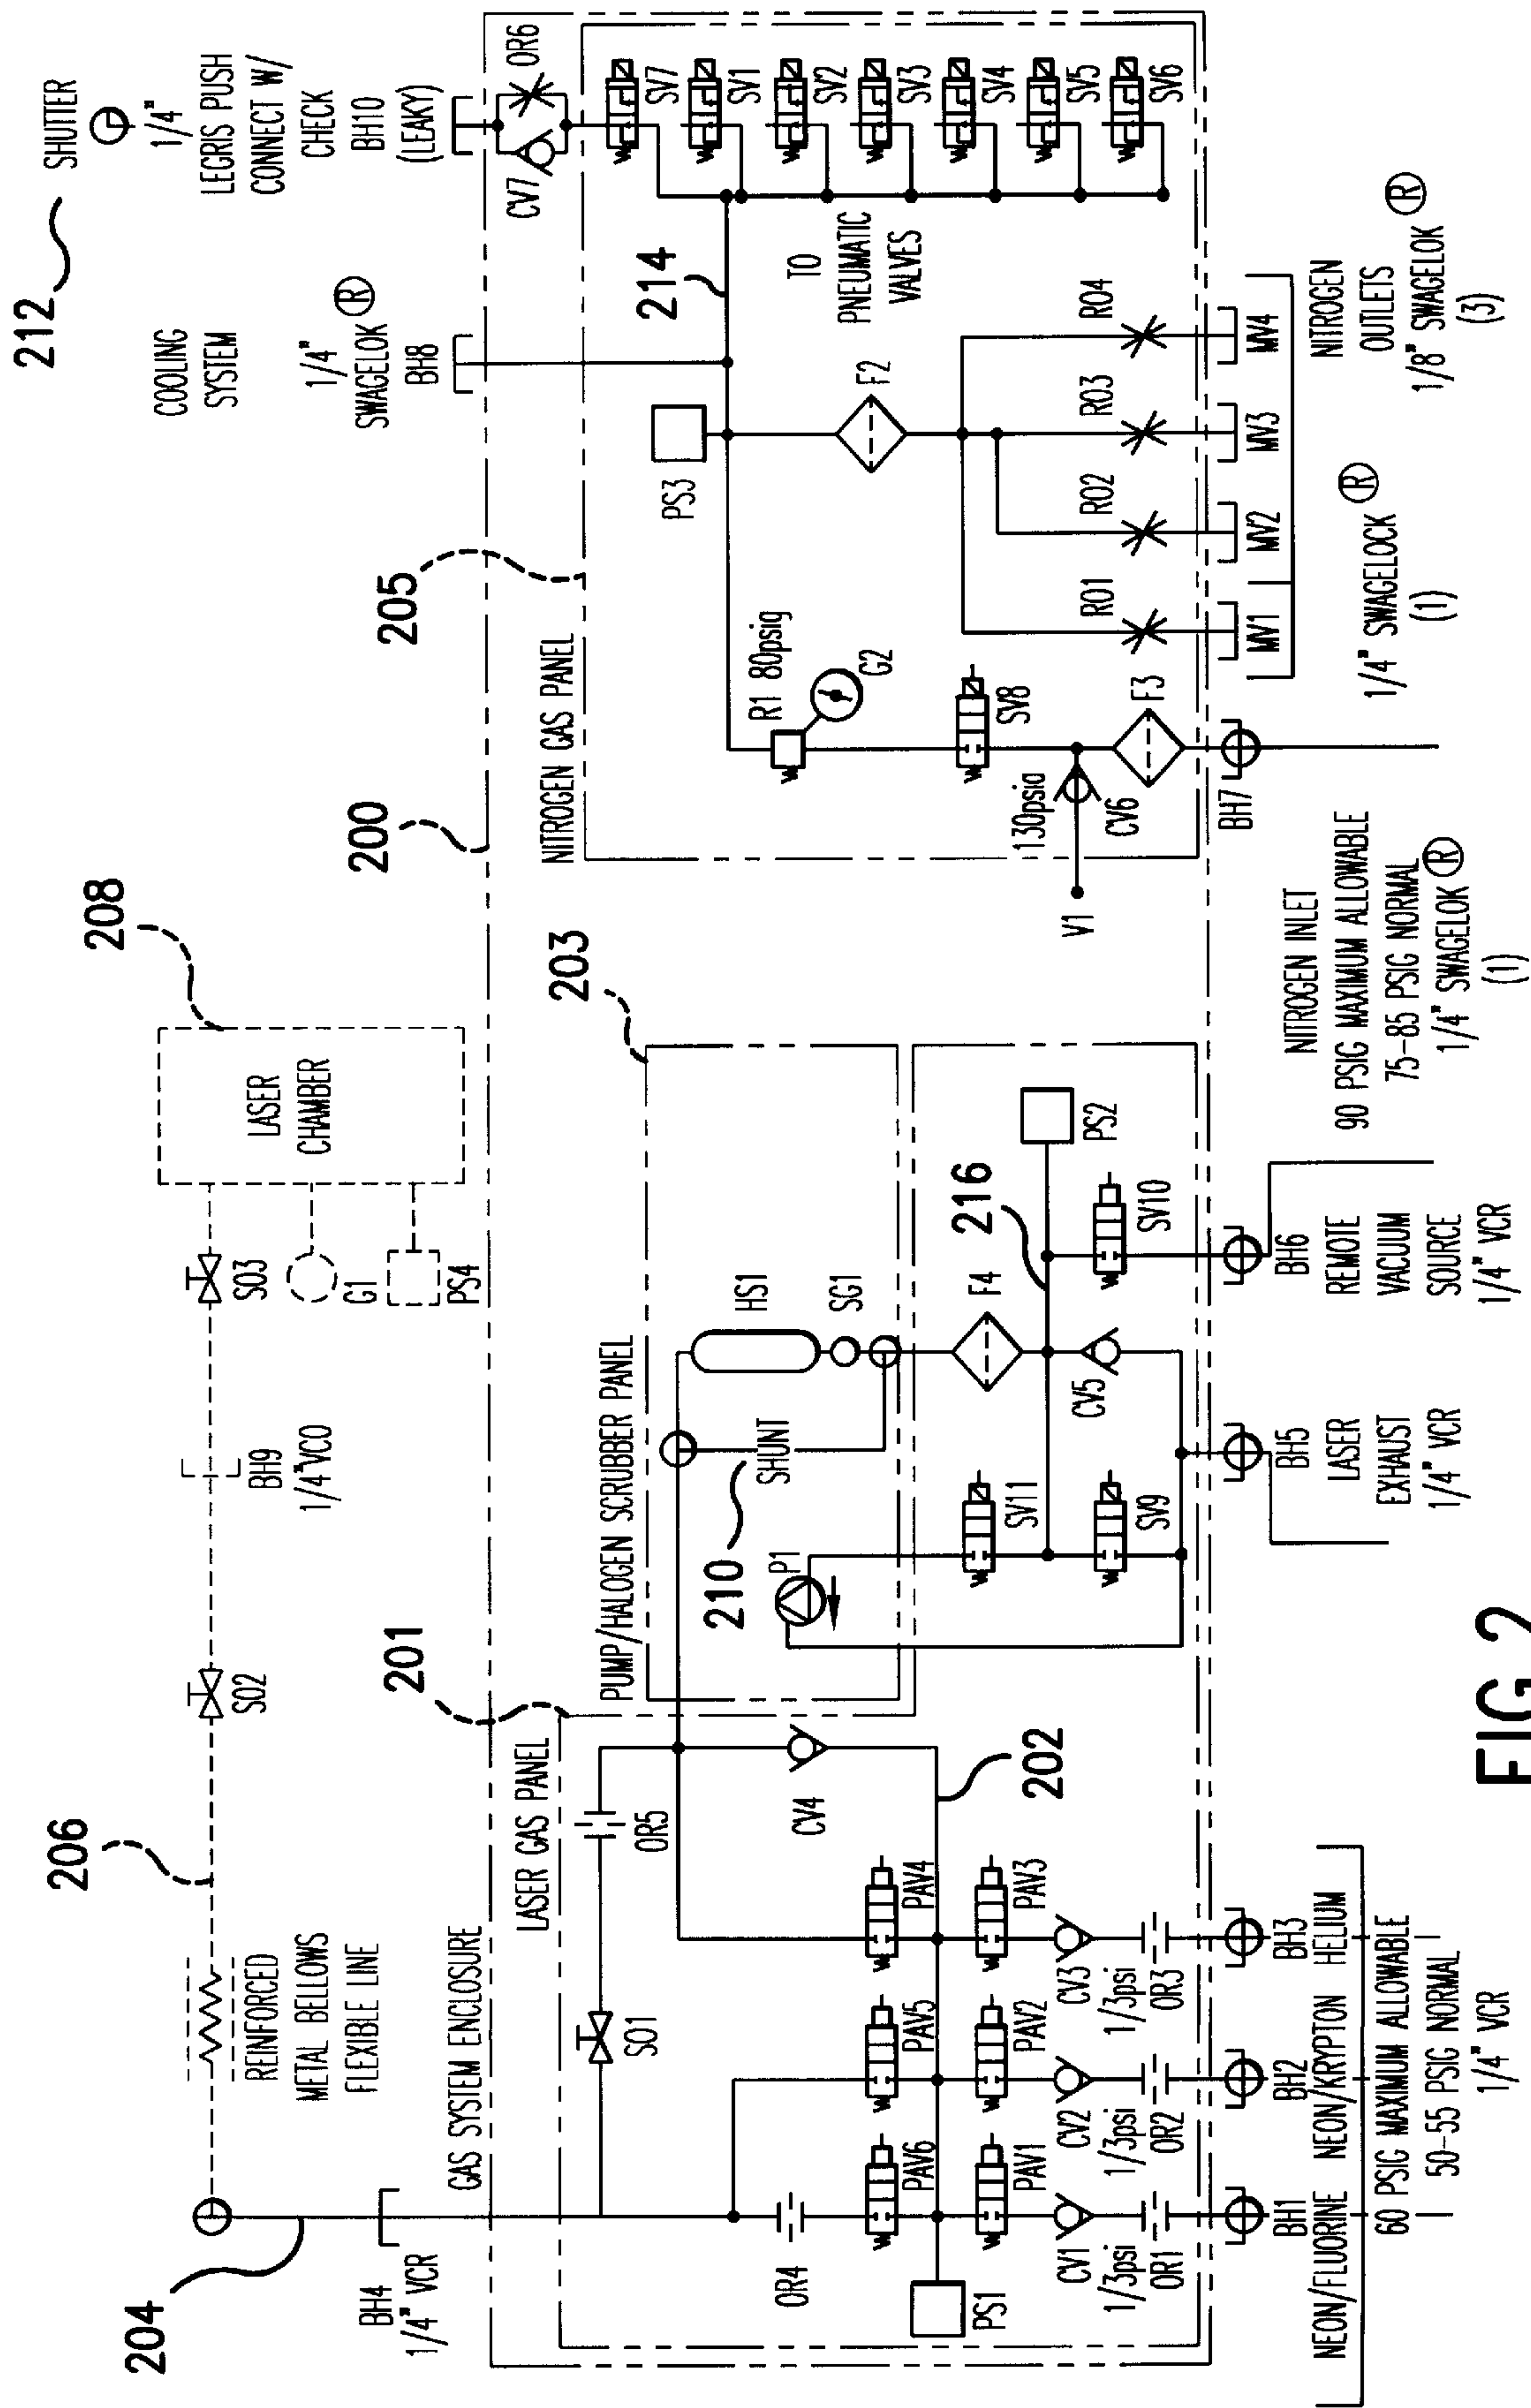 212
SHUTTER
1/4"
LEGRIS PUSH
CONNECT W/
CHECK
BH10
(LEAKY)
OR6
CV7
COOLING
SYSTEM
1/4"
SWAGELOK ®
BH8
SV7
SV1
SV2
SV3
SV4
SV5
SV6
214
TO
PNEUMATIC
VALVES
PS3
F2
RO1
RO2
RO3
RO4
MV1
MV2
MV3
MV4
NITROGEN
OUTLETS
1/8" SWAGELOK ®
(3)
1/4" SWAGELOCK ®
(1)
205
200
NITROGEN GAS PANEL
R1 80psig
G2
SV8
130psig
CV6
V1
F3
BH7
NITROGEN INLET
90 PSIG MAXIMUM ALLOWABLE
75-85 PSIG NORMAL
1/4" SWAGELOK ®
(1)
208
LASER
CHAMBER
SO3
G1
PS4
BH9
1/4"VCO
SO2
206
REINFORCED
METAL BELLOWS
FLEXIBLE LINE
204
BH4
1/4" VCR
203
PUMP/HALOGEN SCRUBBER PANEL
HS1
SG1
SHUNT
210
P1
F4
216
PS2
SV10
SV11
SV9
CV5
BH6
REMOTE
VACUUM
SOURCE
1/4" VCR
BH5
LASER
EXHAUST
1/4" VCR
201
GAS SYSTEM ENCLOSURE
LASER GAS PANEL
OR5
SO1
CV4
202
OR4
PAV6
PAV5
PAV4
PAV1
PAV2
PAV3
PS1
CV1
1/3psi
OR1
CV2
1/3psi
OR2
CV3
1/3psi
OR3
BH1
BH2
BH3
NEON/FLUORINE
NEON/KRYPTON
HELIUM
60 PSIG MAXIMUM ALLOWABLE
50-55 PSIG NORMAL
1/4" VCR
FIG.2